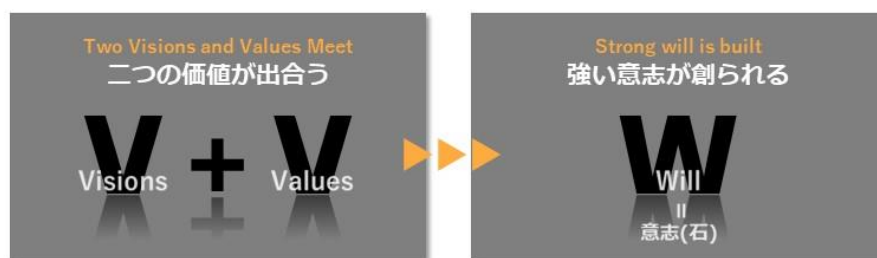 Two Visions and Values Meet
二つの価値が出合う
V + V
Visions
Values
Strong will is built
強い意志が創られる
W
Will
=
意志(石)